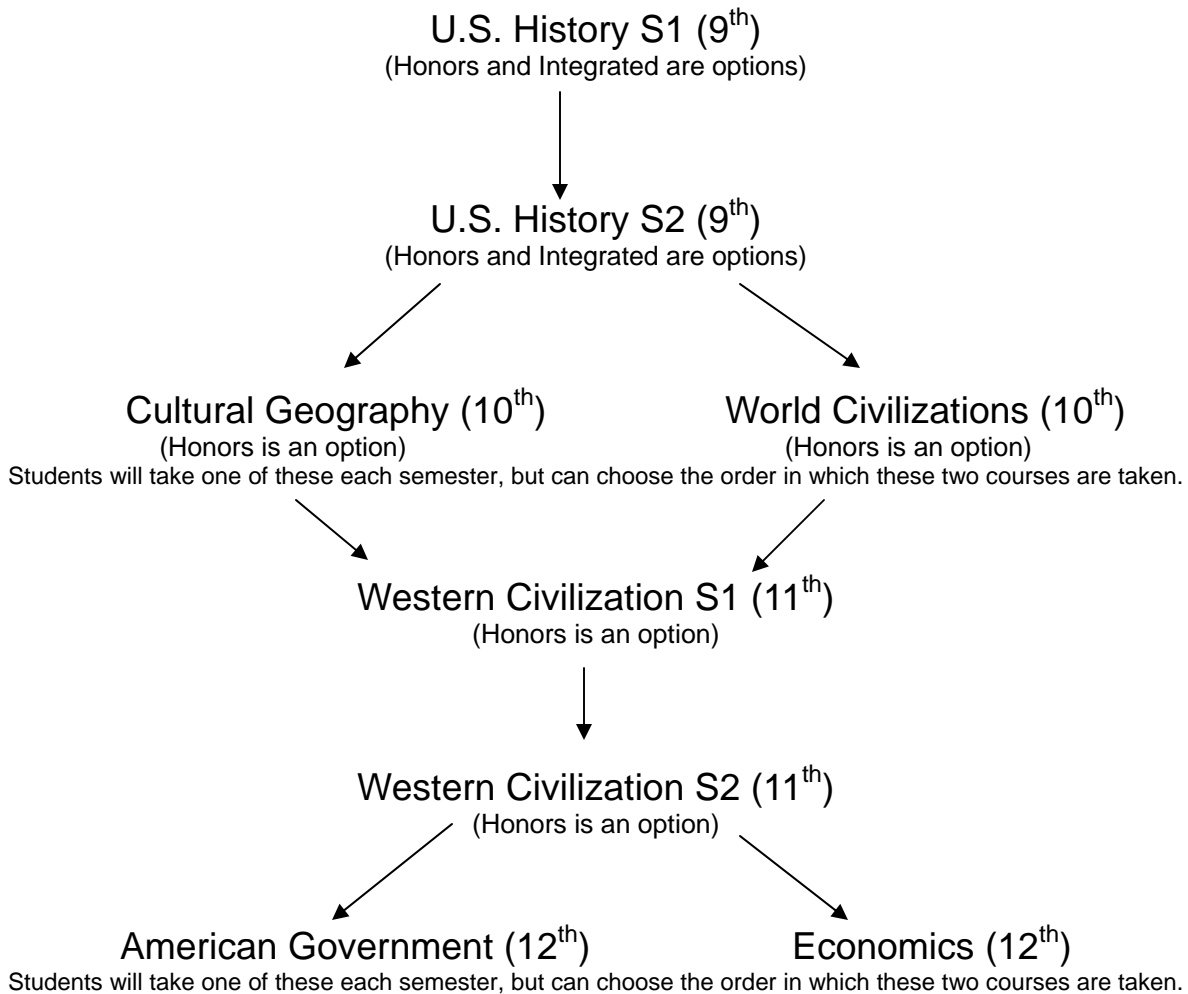 U.S. History S1 (9th)
(Honors and Integrated are options)
U.S. History S2 (9th)
(Honors and Integrated are options)
Cultural Geography (10th) World Civilizations (10th)
(Honors is an option) (Honors is an option)
Students will take one of these each semester, but can choose the order in which these two courses are taken.
Western Civilization S1 (11th)
(Honors is an option)
Western Civilization S2 (11th)
(Honors is an option)
American Government (12th) Economics (12th)
Students will take one of these each semester, but can choose the order in which these two courses are taken.